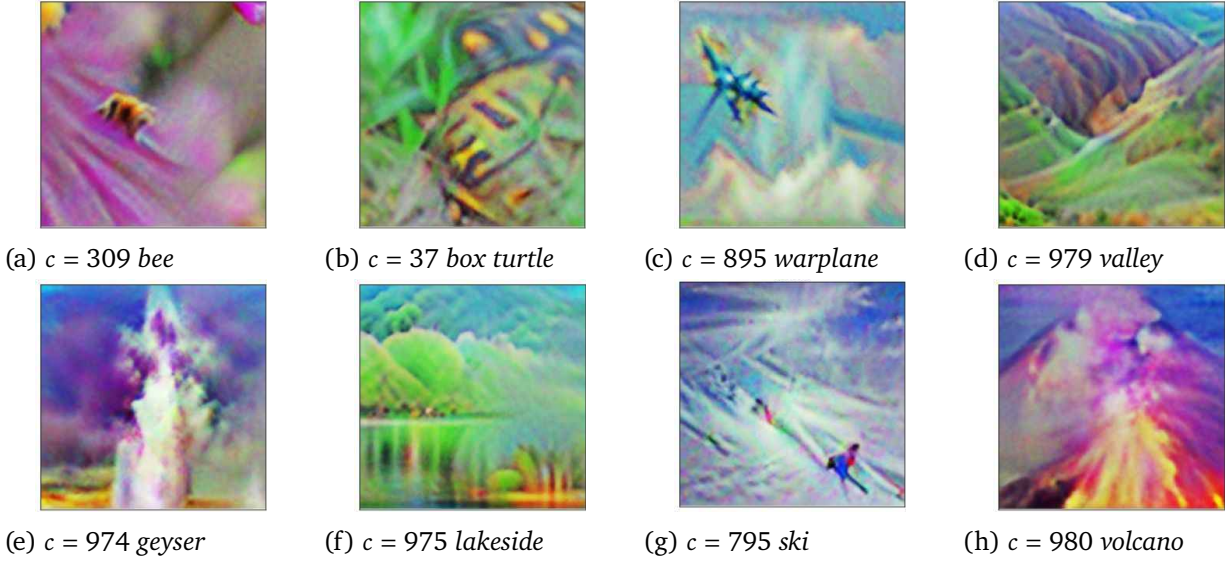 (a) c = 309 bee
(b) c = 37 box turtle
(c) c = 895 warplane
(d) c = 979 valley
(e) c = 974 geyser
(f) c = 975 lakeside
(g) c = 795 ski
(h) c = 980 volcano